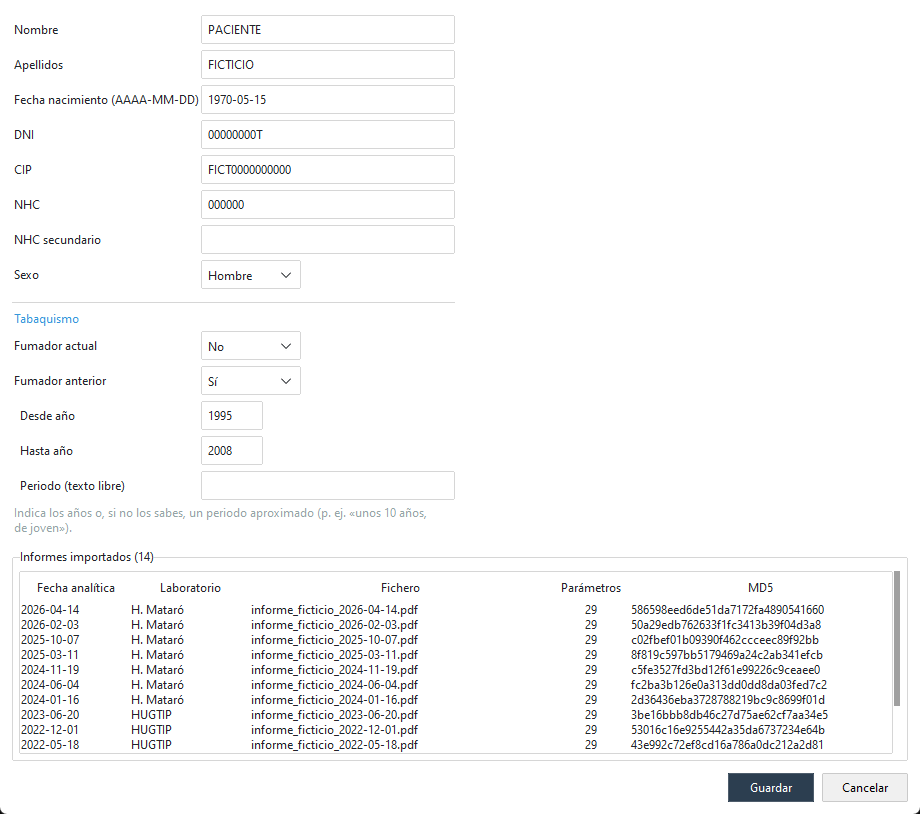 Nombre PACIENTE
Apellidos FICTICIO
Fecha nacimiento (AAAA-MM-DD) 1970-05-15
DNI 00000000T
CIP FICT0000000000
NHC 000000
NHC secundario
Sexo Hombre
Tabaquismo
Fumador actual No
Fumador anterior Sí
Desde año 1995
Hasta año 2008
Periodo (texto libre)
Indica los años o, si no los sabes, un periodo aproximado (p. ej. «unos 10 años,
de joven»).
Informes importados (14)
Fecha analítica Laboratorio Fichero Parámetros MD5
2026-04-14 H. Mataró informe_ficticio_2026-04-14.pdf 29 586598eed6de51da7172fa4890541660
2026-02-03 H. Mataró informe_ficticio_2026-02-03.pdf 29 50a29edb762633f1fc3413b39f04d3a8
2025-10-07 H. Mataró informe_ficticio_2025-10-07.pdf 29 c02fbef01b09390f462ccceec89f92bb
2025-03-11 H. Mataró informe_ficticio_2025-03-11.pdf 29 8f819c597bb5179469a24c2ab341efcb
2024-11-19 H. Mataró informe_ficticio_2024-11-19.pdf 29 c5fe3527fd3bd12f61e99226c9ceaee0
2024-06-04 H. Mataró informe_ficticio_2024-06-04.pdf 29 fc2ba3b126e0a313dd0dd8da03fed7c2
2024-01-16 H. Mataró informe_ficticio_2024-01-16.pdf 29 2d36436eba3728788219bc9c8699f01d
2023-06-20 HUGTIP informe_ficticio_2023-06-20.pdf 29 3be16bbb8db46c27d75ae62cf7aa34e5
2022-12-01 HUGTIP informe_ficticio_2022-12-01.pdf 29 53016c16e9255442a35da6737234e64b
2022-05-18 HUGTIP informe_ficticio_2022-05-18.pdf 29 43e992c72ef8cd16a786a0dc212a2d81
Guardar Cancelar